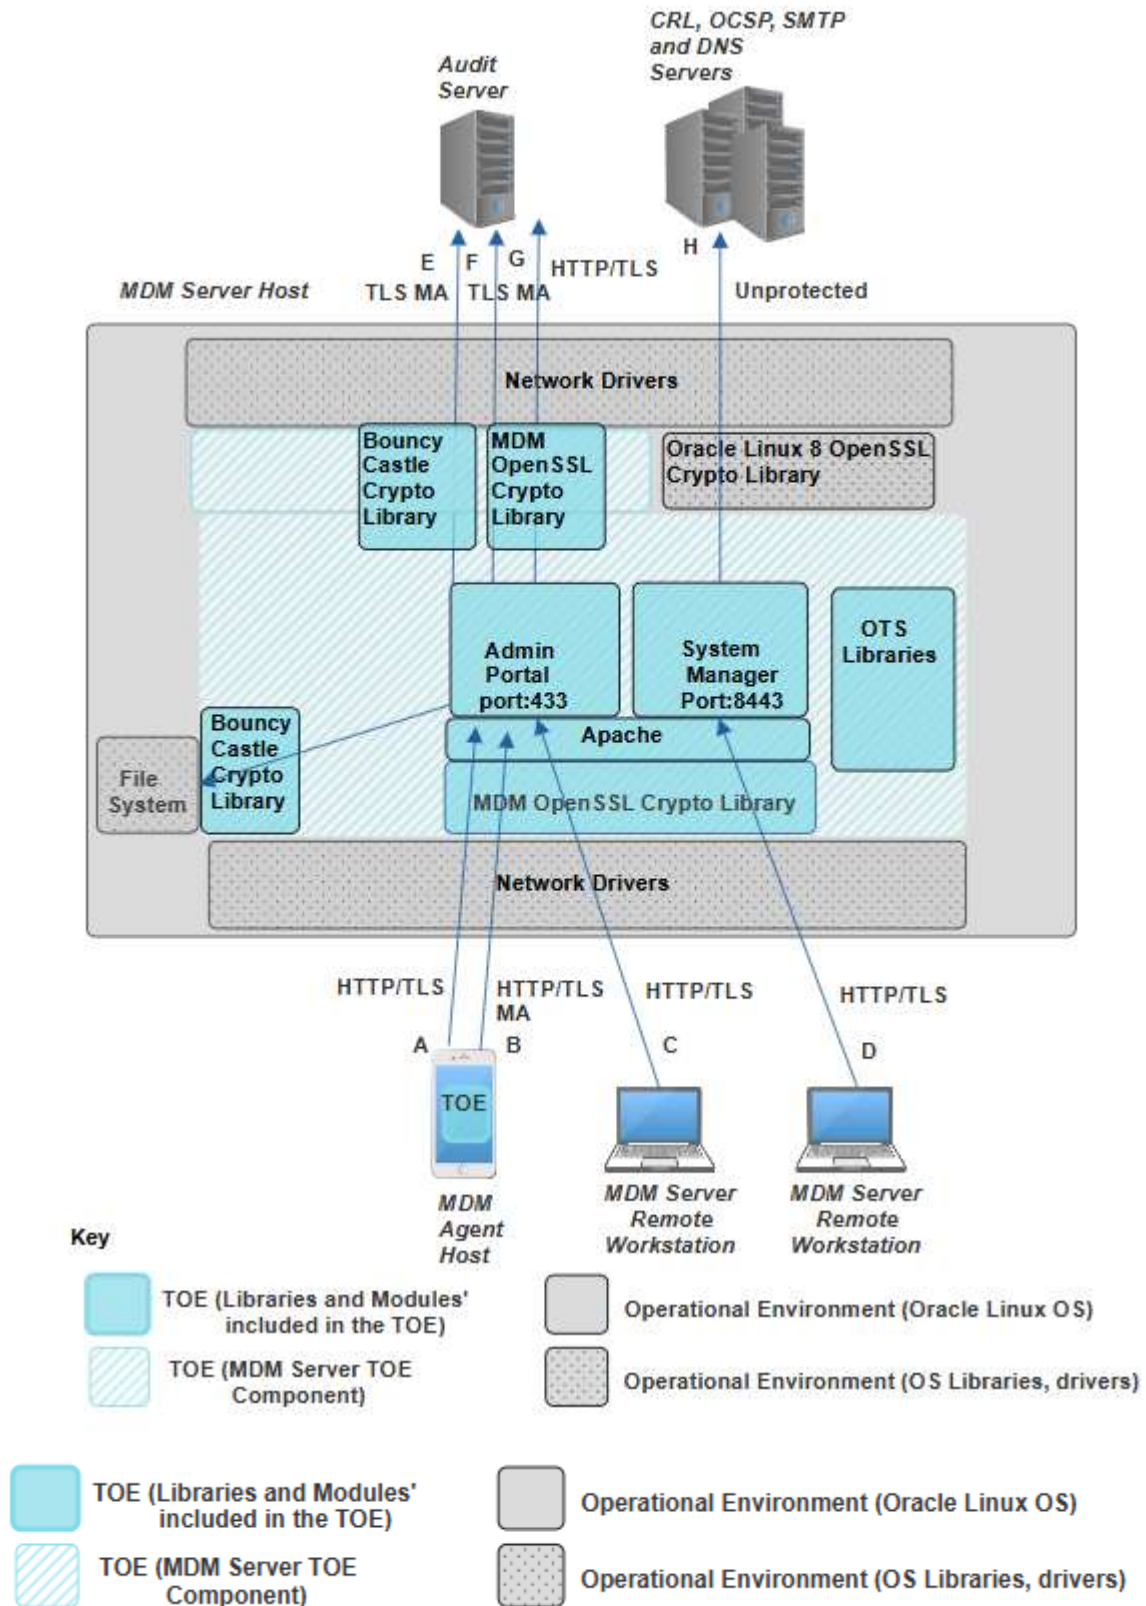 CRL, OCSP, SMTP
and DNS
Servers
Audit
Server
E F G HTTP/TLS H
TLS MA TLS MA
MDM Server Host
Unprotected
Network Drivers
Bouncy
Castle
Crypto
Library
MDM
OpenSSL
Crypto
Library
Oracle Linux 8 OpenSSL
Crypto Library
Admin
Portal
port:433
System
Manager
Port:8443
OTS
Libraries
Apache
Bouncy
Castle
Crypto
Library
File
System
MDM OpenSSL Crypto Library
Network Drivers
HTTP/TLS
HTTP/TLS
MA
HTTP/TLS
HTTP/TLS
A B C D
TOE
MDM
Agent
Host
MDM Server
Remote
Workstation
MDM Server
Remote
Workstation
Key
TOE (Libraries and Modules'
included in the TOE)
Operational Environment (Oracle Linux OS)
TOE (MDM Server TOE
Component)
Operational Environment (OS Libraries, drivers)
TOE (Libraries and Modules'
included in the TOE)
Operational Environment (Oracle Linux OS)
TOE (MDM Server TOE
Component)
Operational Environment (OS Libraries, drivers)